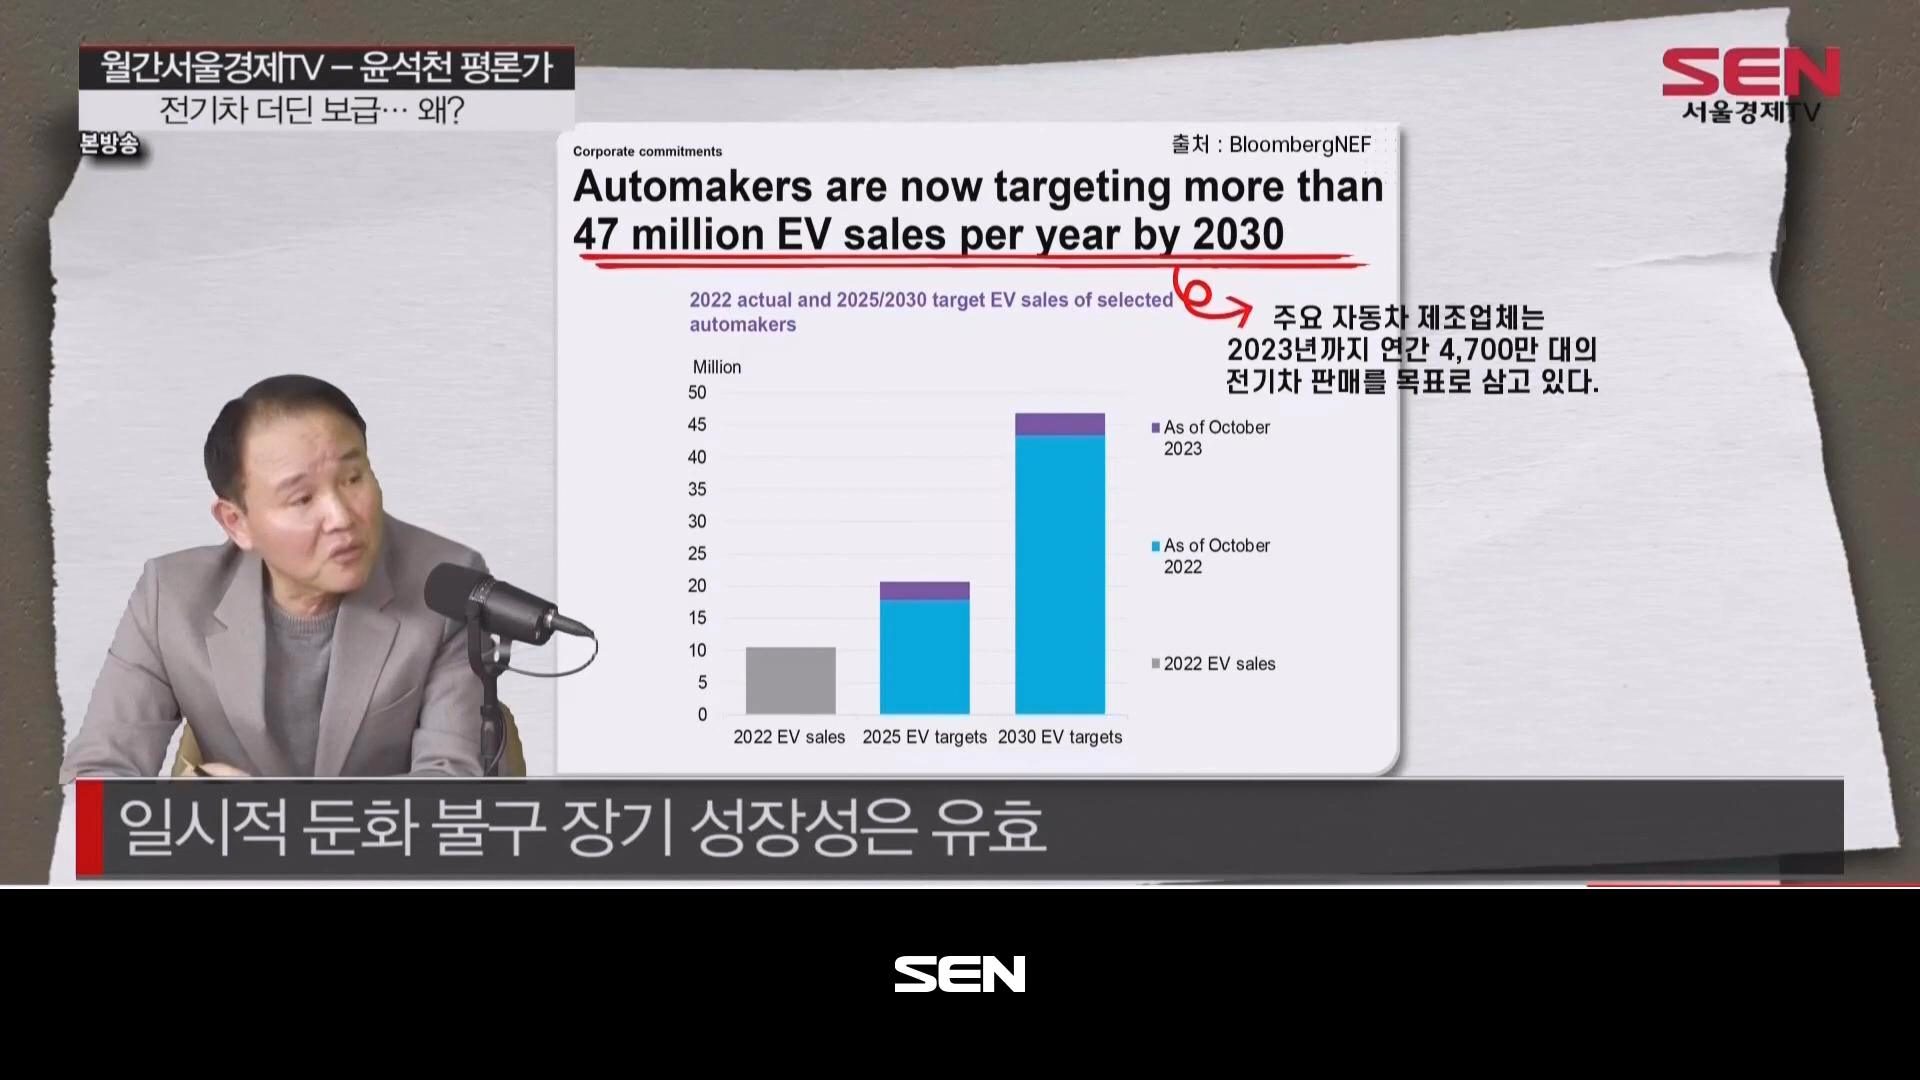 월간서울경제TV - 윤석천 평론가
전기차 더딘 보급… 왜?
본방송
SEN
서울경제TV
Corporate commitments
출처 : BloombergNEF
Automakers are now targeting more than
47 million EV sales per year by 2030
2022 actual and 2025/2030 target EV sales of selected
automakers
주요 자동차 제조업체는
2023년까지 연간 4,700만 대의
전기차 판매를 목표로 삼고 있다.
Million
50
45
40
35
30
25
20
15
10
5
0
As of October
2023
As of October
2022
2022 EV sales
2022 EV sales 2025 EV targets 2030 EV targets
일시적 둔화 불구 장기 성장성은 유효
SEN